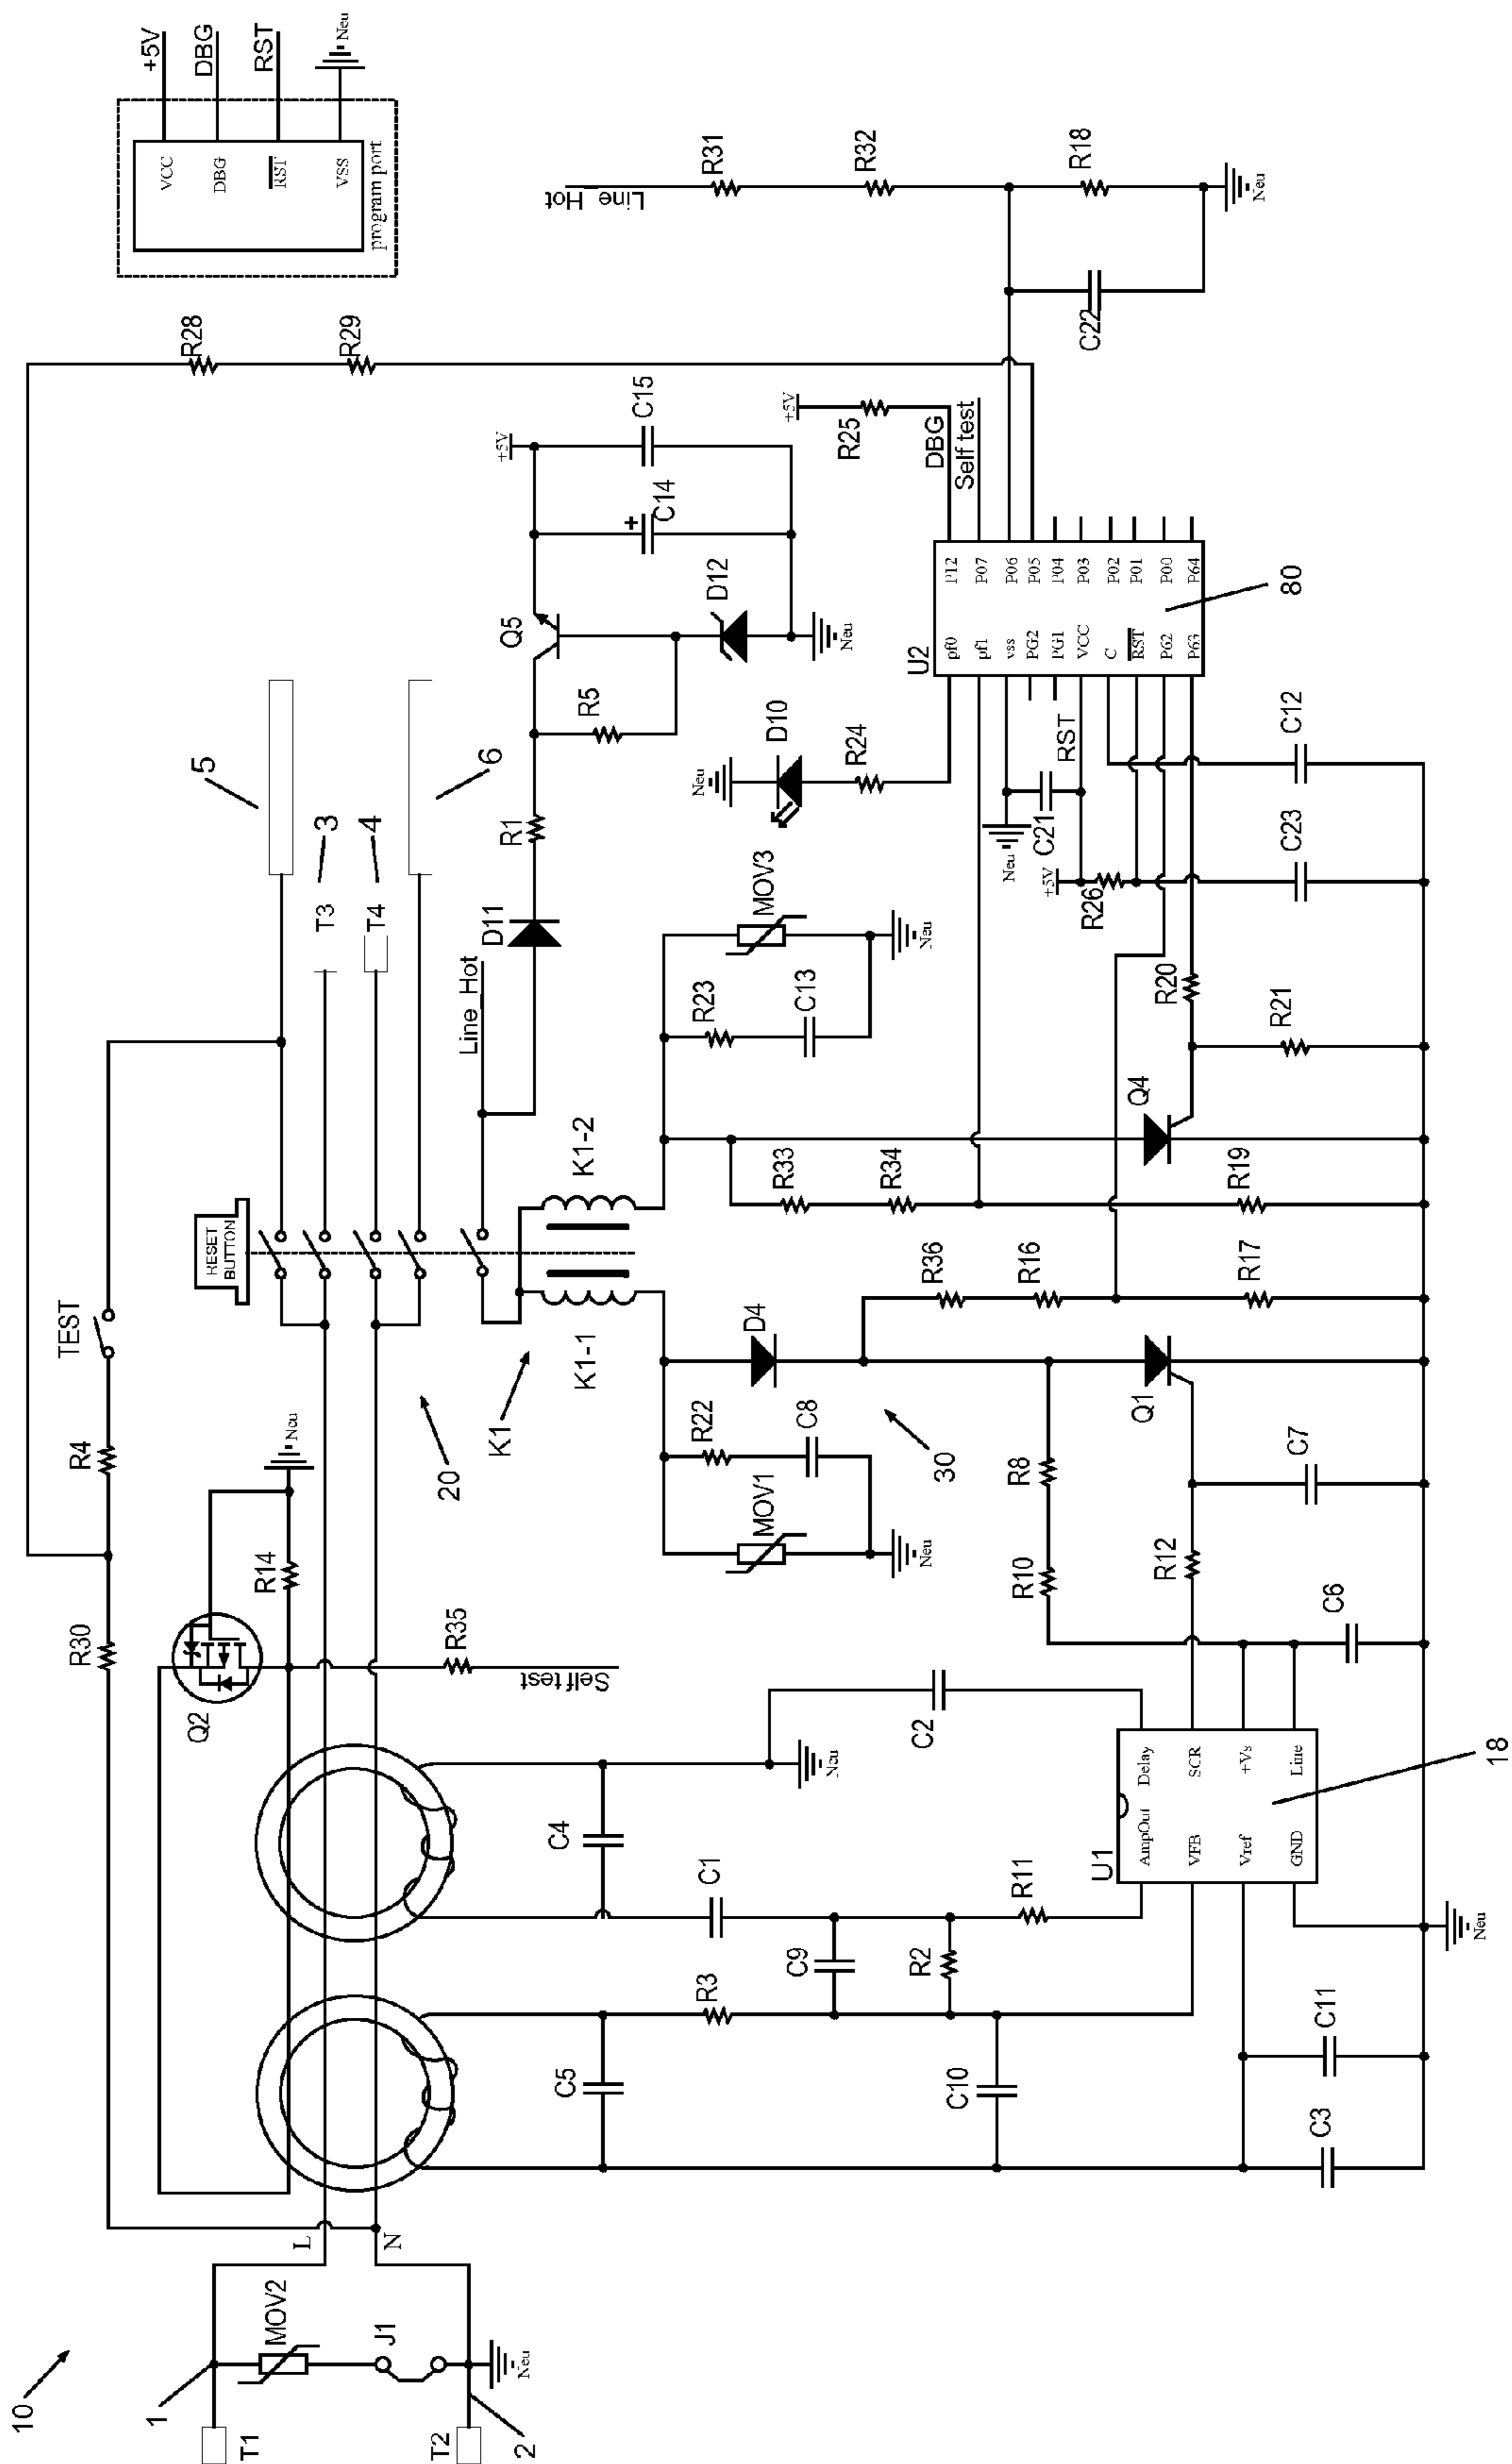 10
1
T1
MOV2
J1
T2
2
Neu
L
N
R30
R4
TEST
R28
R29
Q2
R14
Neu
R35
Self test
20
RESET
BUTTON
5
T3
3
T4
4
6
+5V
DBG
RST
Neu
VCC
DBG
RST
VSS
program port
K1
K1-1
K1-2
Line_Hot
D11
R1
R5
Q5
D12
Neu
+5V
C14
+
C15
Line_Hot
R31
R32
R18
C22
Neu
C5
R3
C4
C1
C9
R2
C10
R11
C2
Neu
MOV1
R22
C8
Neu
D4
30
R23
C13
MOV3
Neu
R33
R34
R19
R36
R16
R17
R8
R10
Q1
R12
C7
C6
Q4
R20
R21
Neu
D10
R24
Neu
C21
RST
+5V
R26
C23
C12
U2
pf0
pf1
vss
PG2
PG1
VCC
C
RST
P62
P63
P12
P07
P06
P05
P04
P03
P02
P01
P00
P64
80
DBG
Self test
R25
+5V
U1
AmpOut
VFB
Vref
GND
Delay
SCR
+Vs
Line
18
C3
C11
Neu